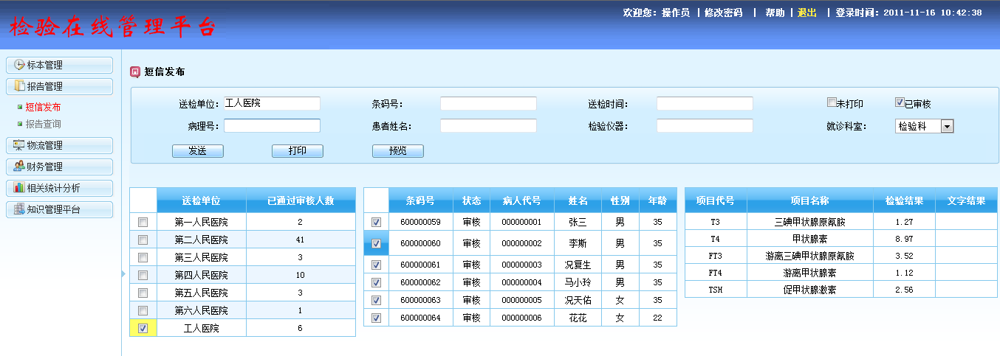 检验在线管理平台
欢迎您：操作员 | 修改密码 | 帮助 | 退出 | 登录时间：2011-11-16 10:42:38
标本管理
报告管理
短信发布
报告查询
物流管理
财务管理
相关统计分析
知识管理平台
短信发布
送检单位： 工人医院 条码号： 送检时间： 未打印 已审核
病理号： 患者姓名： 检验仪器： 就诊科室： 检验科
发送 打印 预览
送检单位 已通过审核人数
第一人民医院 2
第二人民医院 41
第三人民医院 3
第四人民医院 10
第五人民医院 3
第六人民医院 1
工人医院 6
条码号 状态 病人代号 姓名 性别 年龄
600000059 审核 000000001 张三 男 35
600000060 审核 000000002 李斯 男 35
600000061 审核 000000003 况复生 男 35
600000062 审核 000000004 马小玲 男 35
600000063 审核 000000005 况天佑 女 35
600000064 审核 000000006 花花 女 22
项目代号 项目名称 检验结果 文字结果
T3 三碘甲状腺原氰胺 1.27
T4 甲状腺素 8.97
FT3 游离三碘甲状腺原氰胺 3.52
FT4 游离甲状腺素 1.12
TSH 促甲状腺激素 2.56